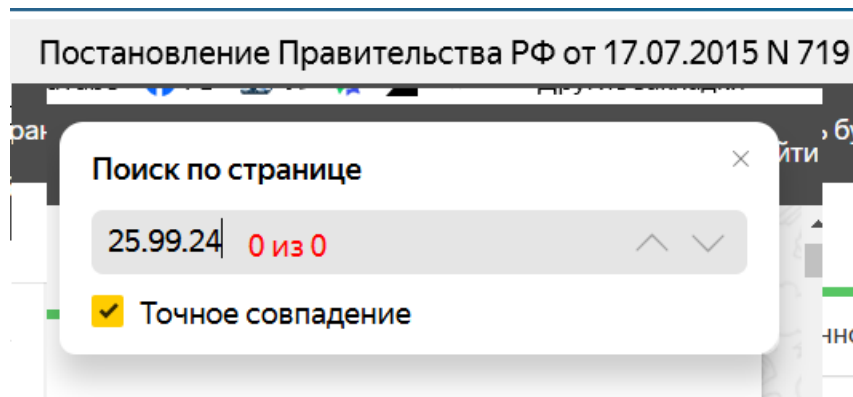 Постановление Правительства РФ от 17.07.2015 N 719
йти
Поиск по странице
25.99.24 0 из 0
Точное совпадение